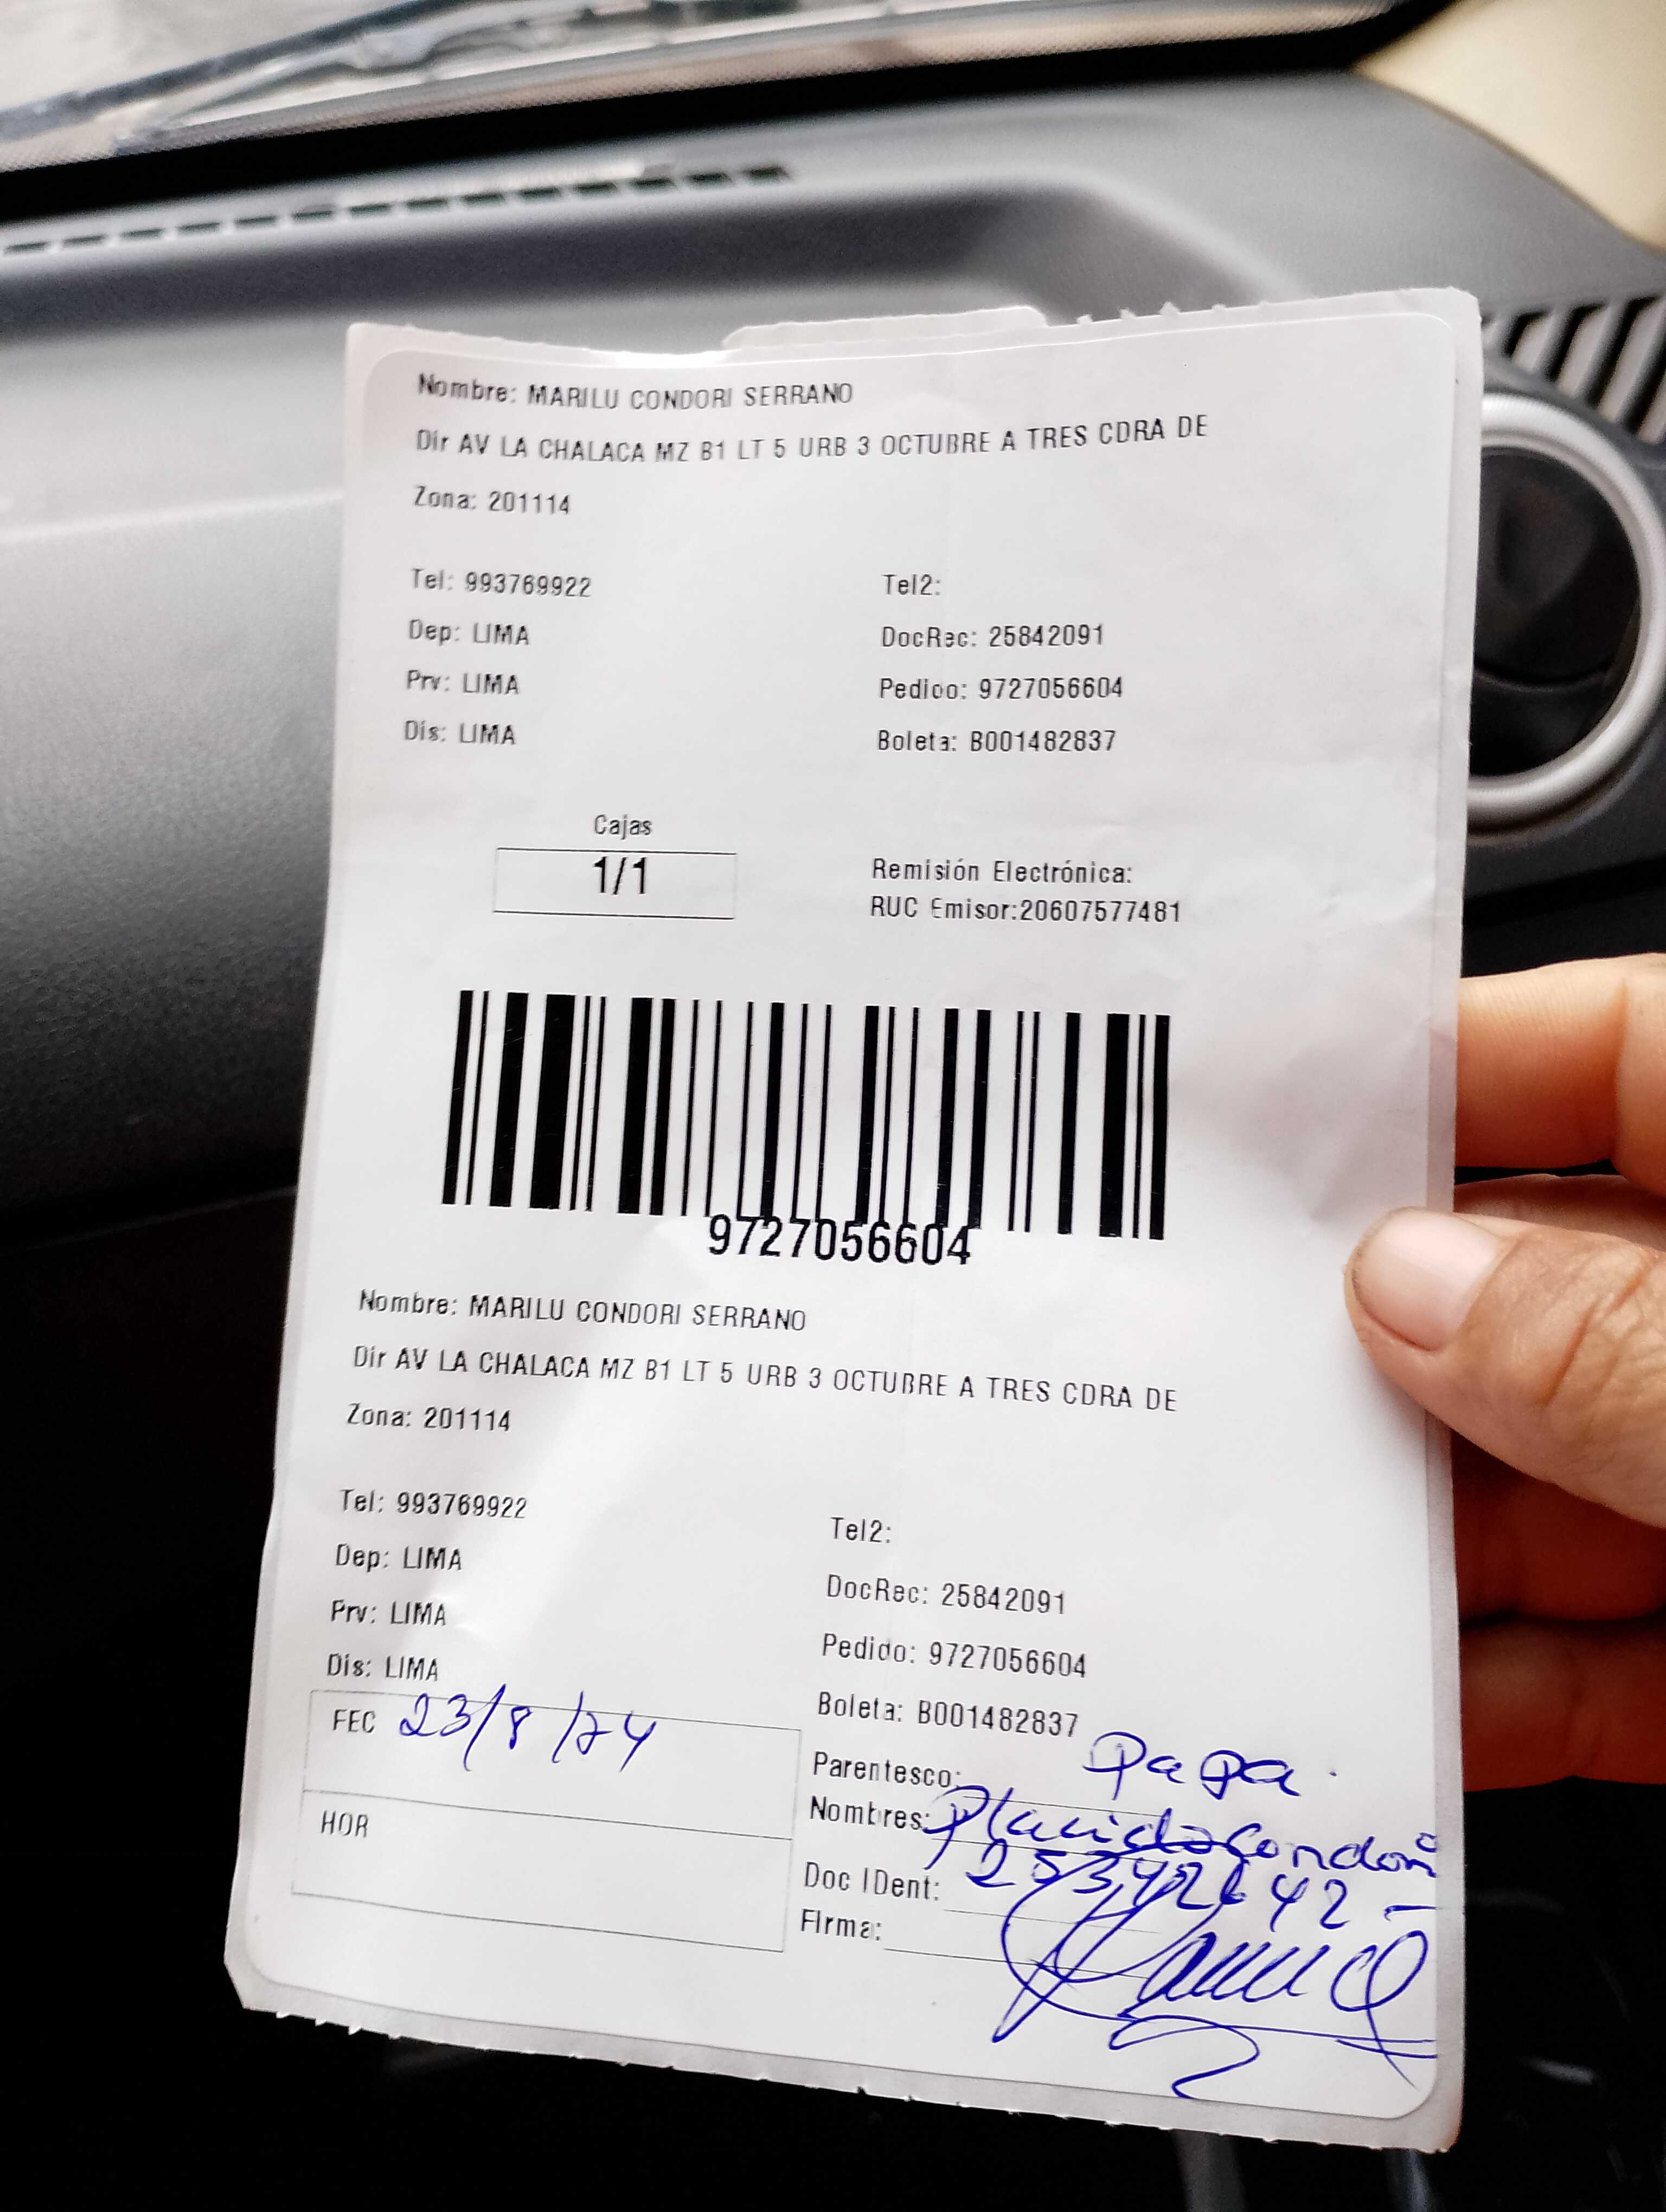 Nombre: MARILU CONDORI SERRANO
Dir AV LA CHALACA MZ B1 LT 5 URB 3 OCTUBRE A TRES CDRA DE
Zona: 201114
Tel: 993769922 Tel2:
Dep: LIMA DocRec: 25842091
Prv: LIMA Pedido: 9727056604
Dis: LIMA Boleta: B001482837
Cajas
1/1
Remisión Electrónica:
RUC Emisor:20607577481
9727056604
Nombre: MARILU CONDORI SERRANO
Dir AV LA CHALACA MZ B1 LT 5 URB 3 OCTUBRE A TRES CDRA DE
Zona: 201114
Tel: 993769922 Tel2:
Dep: LIMA DocRec: 25842091
Prv: LIMA Pedido: 9727056604
Dis: LIMA Boleta: B001482837
FEC 23/8/24
HOR
Parentesco: Papa
Nombres: Placido Condori
Doc IDent:
Firma: